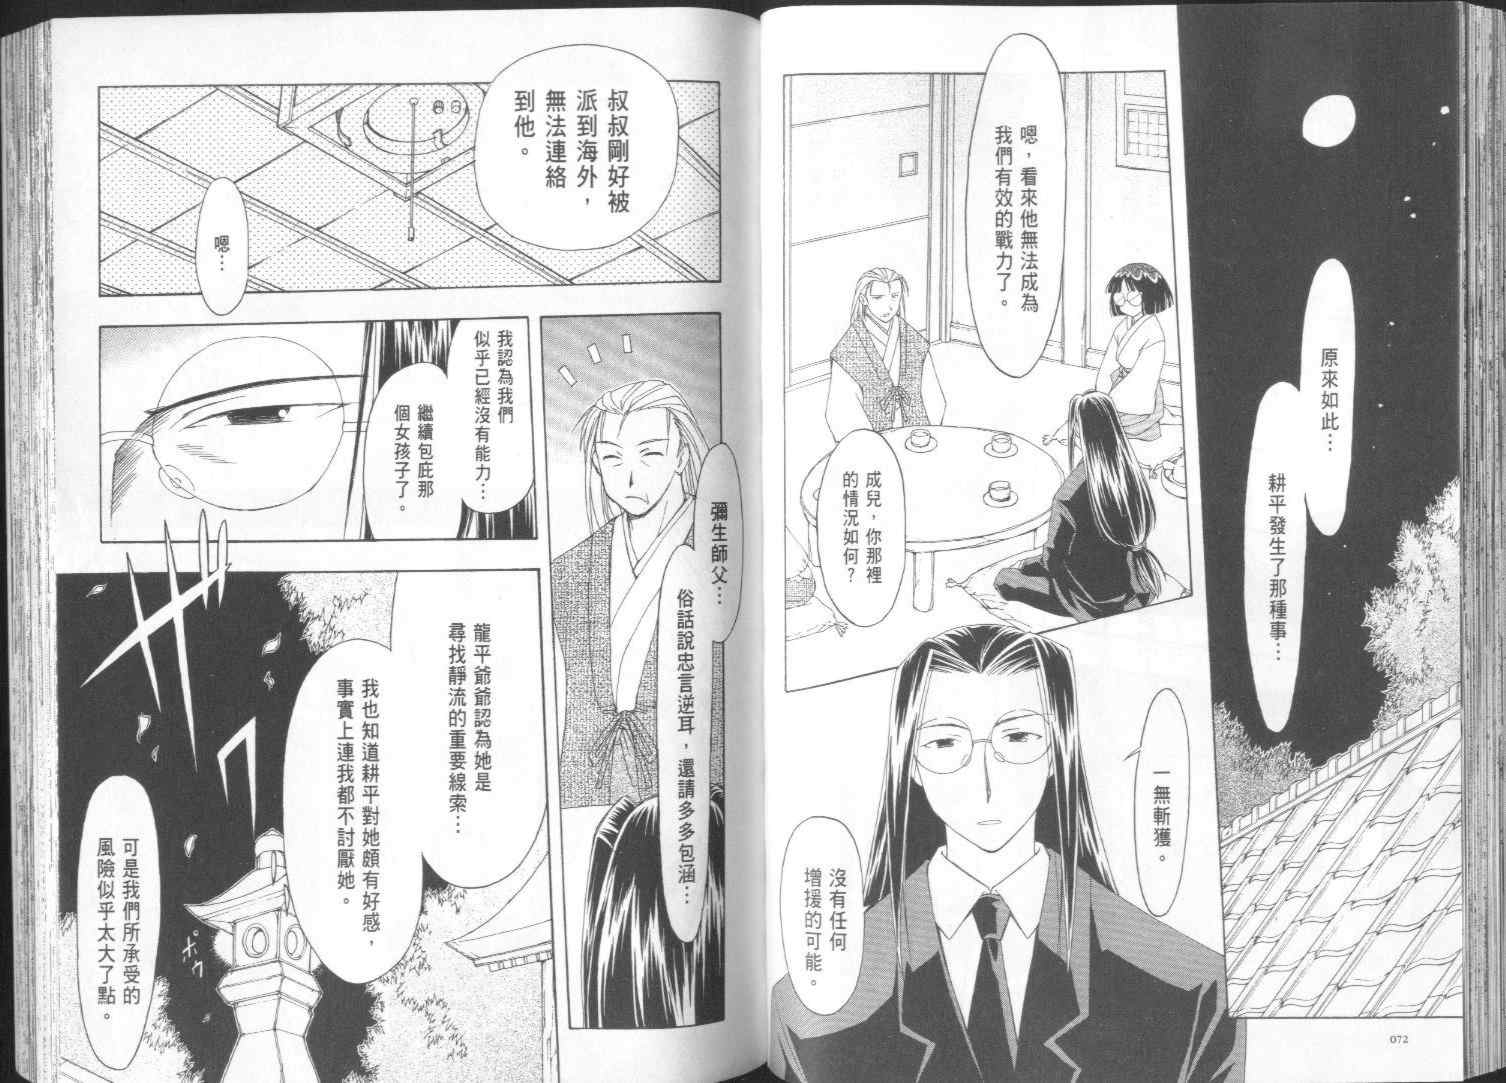 原來如此…
耕平發生了那種事…
嗯，看來他無法成為
我們有效的戰力了。
成兒，你那裡
的情況如何？
一無斬獲。
沒有任何
增援的可能。
072
叔叔剛好被
派到海外，
無法連絡
到他。
嗯…
彌生師父…
俗話說忠言逆耳，還請多多包涵…
我認為我們
似乎已經沒有能力…
繼續包庇那
個女孩子了。
龍平爺爺認為她是
尋找靜流的重要線索…
我也知道耕平對她頗有好感，
事實上連我都不討厭她。
可是我們所承受的
風險似乎太大了點。
ザザァ
ポウ